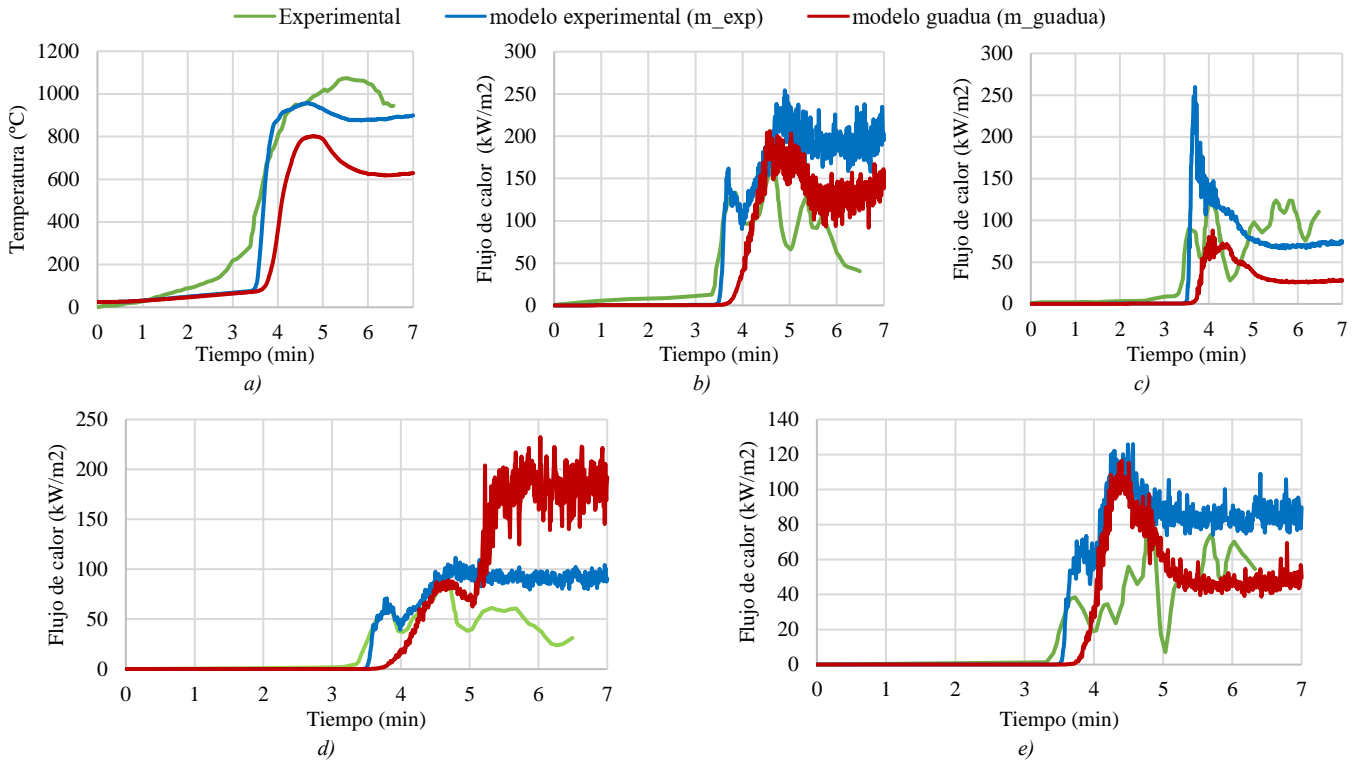 Experimental modelo experimental (m_exp) modelo guadua (m_guadua)
Temperatura (ºC)
1200
1000
800
600
400
200
0
0 1 2 3 4 5 6 7
Tiempo (min)
a)
Flujo de calor (kW/m2)
300
250
200
150
100
50
0
0 1 2 3 4 5 6 7
Tiempo (min)
b)
Flujo de calor (kW/m2)
300
250
200
150
100
50
0
0 1 2 3 4 5 6 7
Tiempo (min)
c)
Flujo de calor (kW/m2)
250
200
150
100
50
0
0 1 2 3 4 5 6 7
Tiempo (min)
d)
Flujo de calor (kW/m2)
140
120
100
80
60
40
20
0
0 1 2 3 4 5 6 7
Tiempo (min)
e)